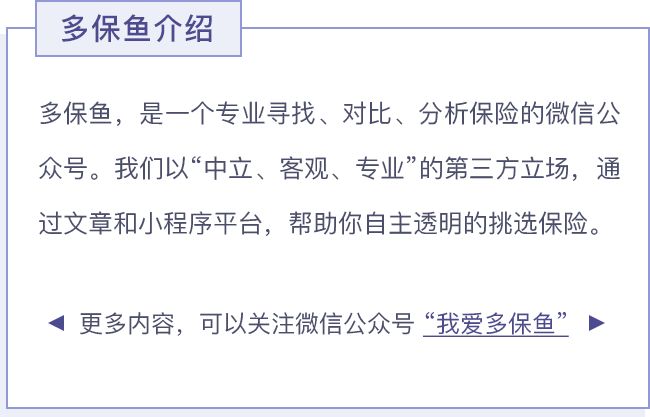 多保鱼介绍
多保鱼，是一个专业寻找、对比、分析保险的微信公
众号。我们以“中立、客观、专业”的第三方立场，通
过文章和小程序平台，帮助你自主透明的挑选保险。
更多内容，可以关注微信公众号 “我爱多保鱼”